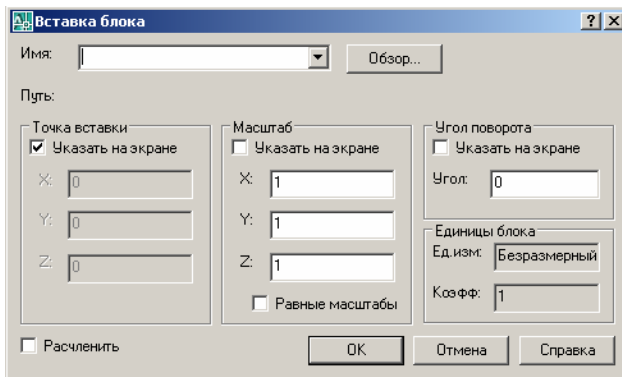 Вставка блока
Имя:
Обзор...
Путь:
Точка вставки
Указать на экране
X: 0
Y: 0
Z: 0
Масштаб
Указать на экране
X: 1
Y: 1
Z: 1
Равные масштабы
Угол поворота
Указать на экране
Угол: 0
Единицы блока
Ед.изм: Безразмерный
Коэфф: 1
Расчленить
OK
Отмена
Справка